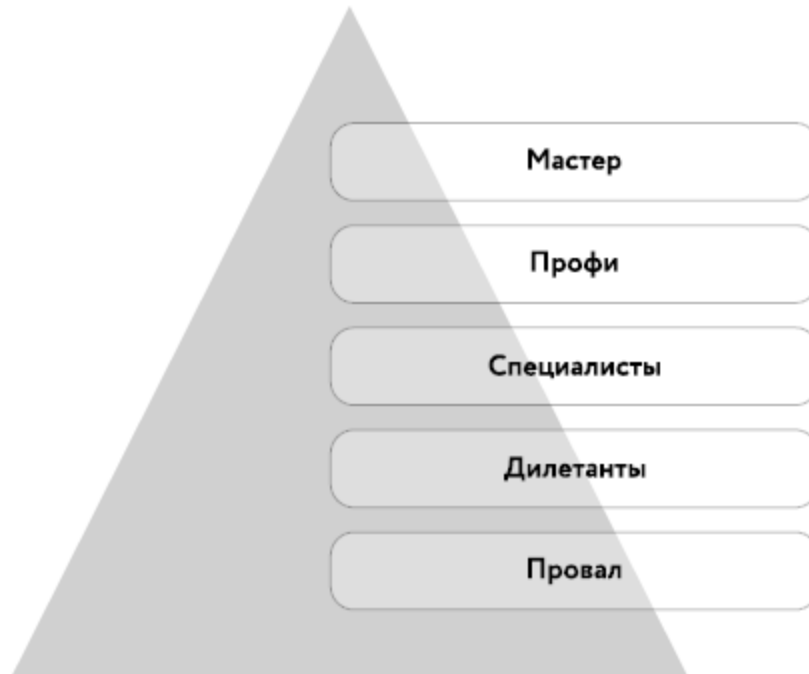 Мастер
Профи
Специалисты
Дилетанты
Провал